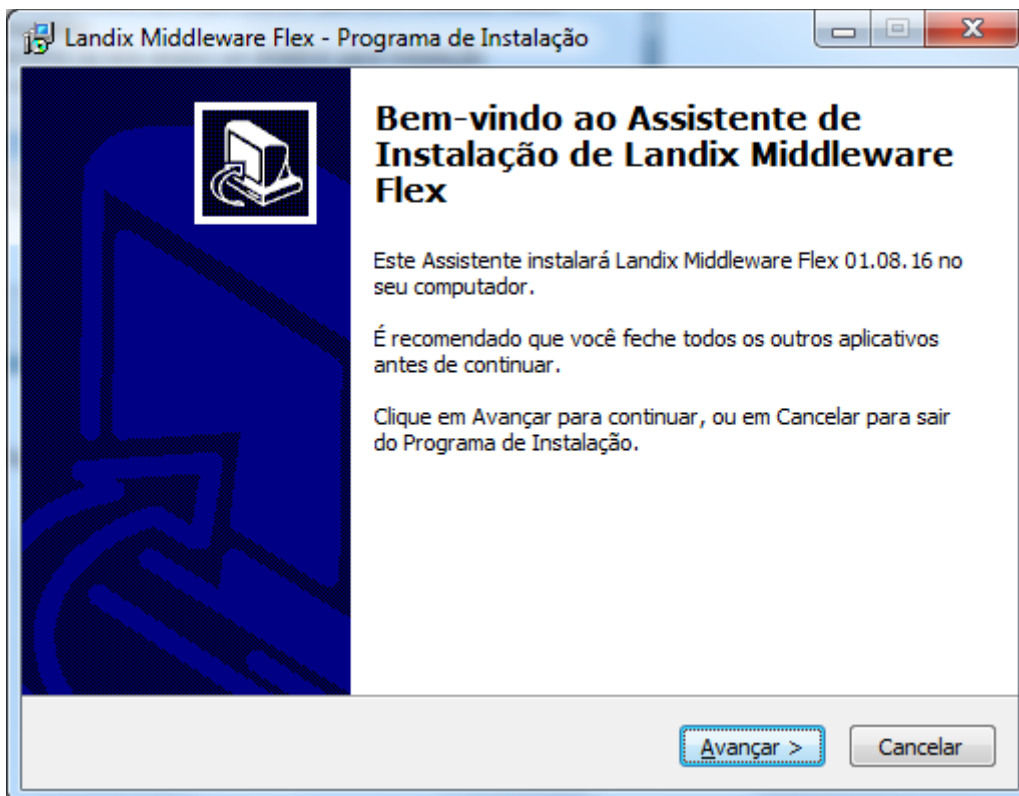 Landix Middleware Flex - Programa de Instalação
Bem-vindo ao Assistente de
Instalação de Landix Middleware
Flex
Este Assistente instalará Landix Middleware Flex 01.08.16 no
seu computador.
É recomendado que você feche todos os outros aplicativos
antes de continuar.
Clique em Avançar para continuar, ou em Cancelar para sair
do Programa de Instalação.
Avançar >
Cancelar